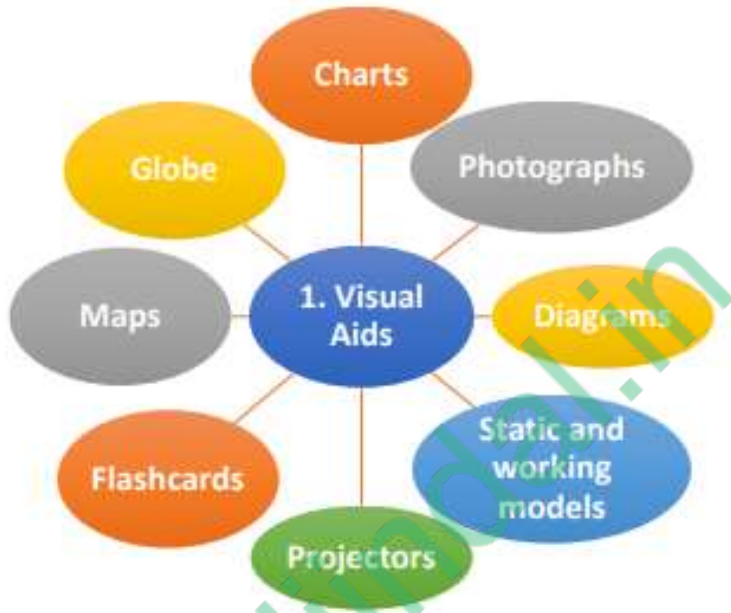 Charts
Photographs
Diagrams
Static and
working
models
Projectors
Flashcards
Maps
Globe
1. Visual
Aids